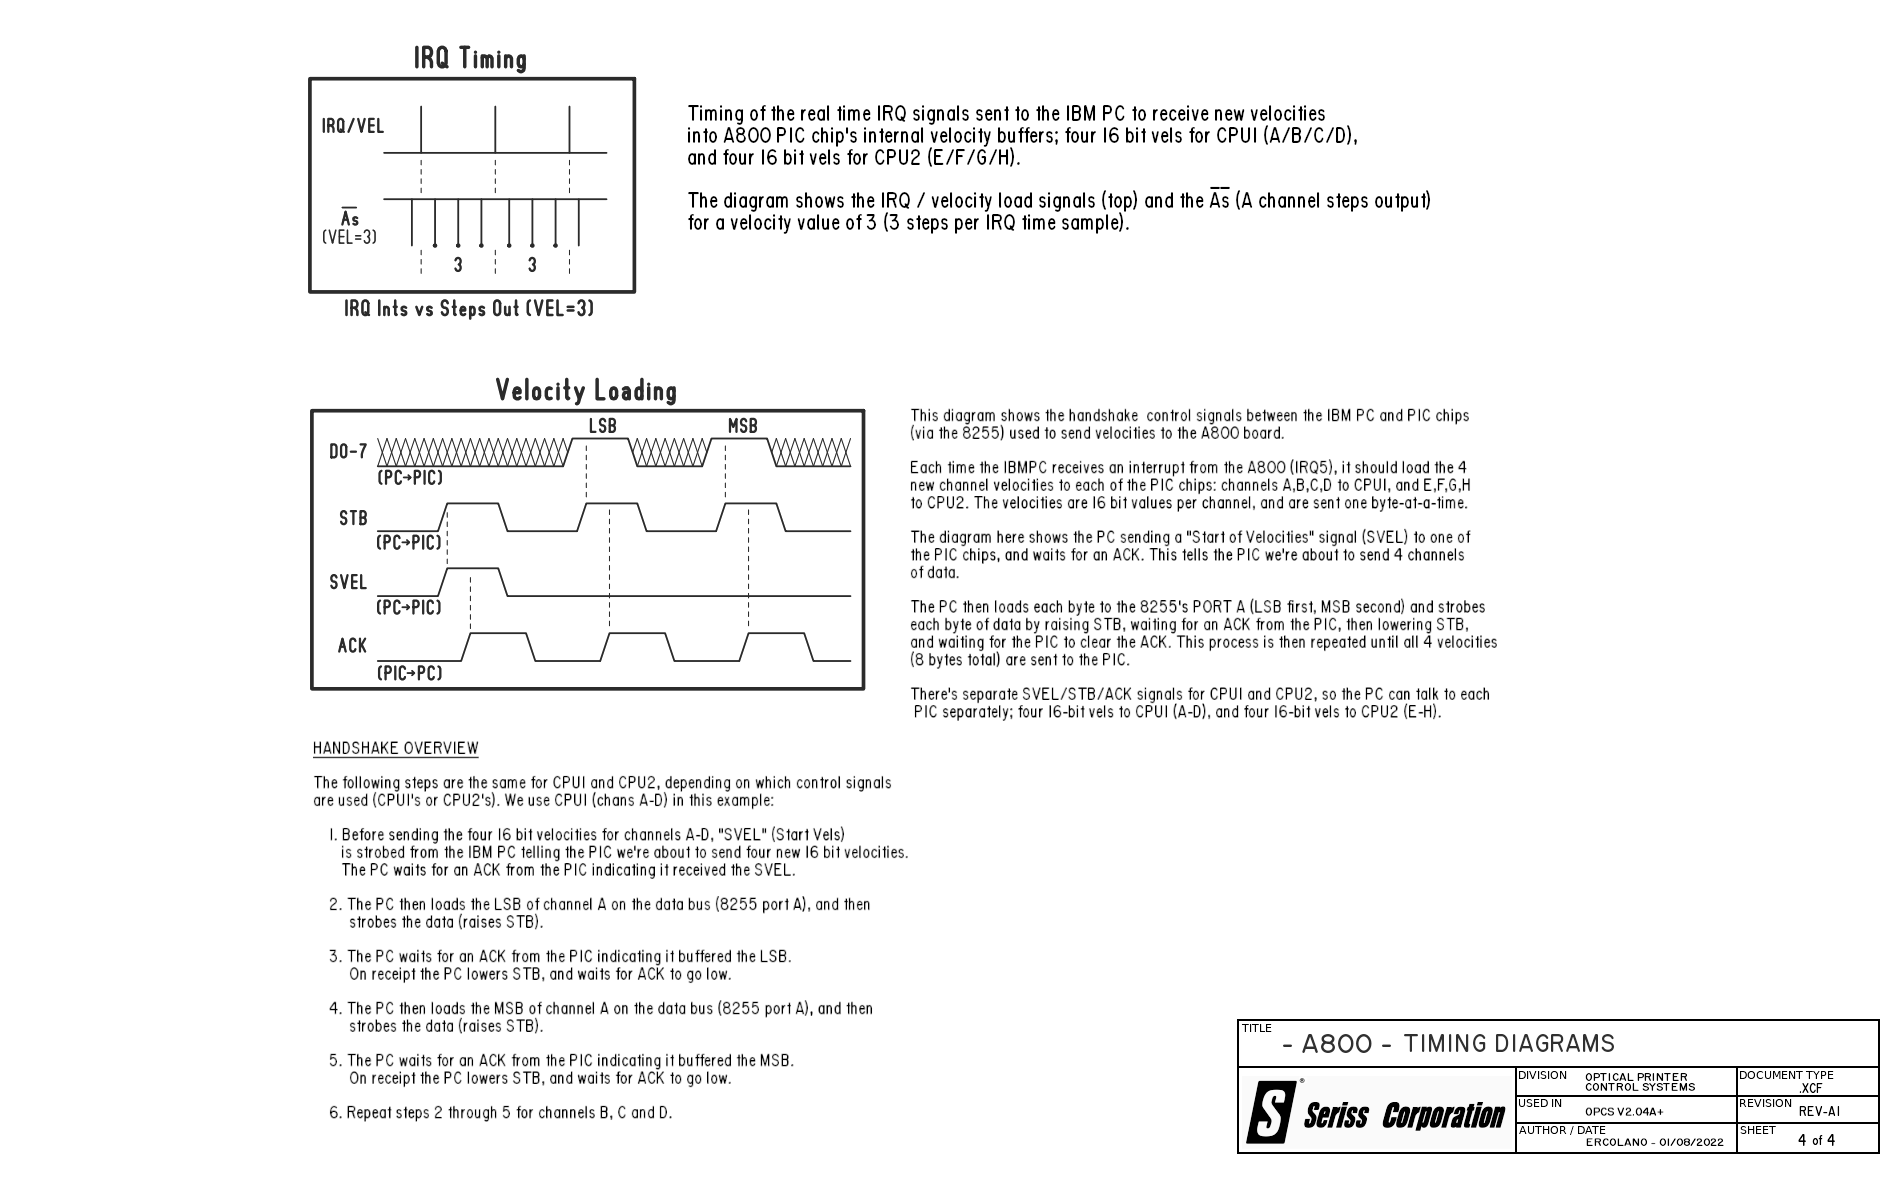 IRQ Timing
IRQ/VEL
As
(VEL=3)
3 3
IRQ Ints vs Steps Out (VEL=3)
Timing of the real time IRQ signals sent to the IBM PC to receive new velocities
into A800 PIC chip's internal velocity buffers; four 16 bit vels for CPU1 (A/B/C/D),
and four 16 bit vels for CPU2 (E/F/G/H).
The diagram shows the IRQ / velocity load signals (top) and the As (A channel steps output)
for a velocity value of 3 (3 steps per IRQ time sample).
Velocity Loading
LSB MSB
D0-7
(PC→PIC)
STB
(PC→PIC)
SVEL
(PC→PIC)
ACK
(PIC→PC)
This diagram shows the handshake control signals between the IBM PC and PIC chips
(via the 8255) used to send velocities to the A800 board.
Each time the IBMPC receives an interrupt from the A800 (IRQ5), it should load the 4
new channel velocities to each of the PIC chips: channels A,B,C,D to CPU1, and E,F,G,H
to CPU2. The velocities are 16 bit values per channel, and are sent one byte-at-a-time.
The diagram here shows the PC sending a "Start of Velocities" signal (SVEL) to one of
the PIC chips, and waits for an ACK. This tells the PIC we're about to send 4 channels
of data.
The PC then loads each byte to the 8255's PORT A (LSB first, MSB second) and strobes
each byte of data by raising STB, waiting for an ACK from the PIC, then lowering STB,
and waiting for the PIC to clear the ACK. This process is then repeated until all 4 velocities
(8 bytes total) are sent to the PIC.
There's separate SVEL/STB/ACK signals for CPU1 and CPU2, so the PC can talk to each
PIC separately; four 16-bit vels to CPU1 (A-D), and four 16-bit vels to CPU2 (E-H).
HANDSHAKE OVERVIEW
The following steps are the same for CPU1 and CPU2, depending on which control signals
are used (CPU1's or CPU2's). We use CPU1 (chans A-D) in this example:
1. Before sending the four 16 bit velocities for channels A-D, "SVEL" (Start Vels)
is strobed from the IBM PC telling the PIC we're about to send four new 16 bit velocities.
The PC waits for an ACK from the PIC indicating it received the SVEL.
2. The PC then loads the LSB of channel A on the data bus (8255 port A), and then
strobes the data (raises STB).
3. The PC waits for an ACK from the PIC indicating it buffered the LSB.
On receipt the PC lowers STB, and waits for ACK to go low.
4. The PC then loads the MSB of channel A on the data bus (8255 port A), and then
strobes the data (raises STB).
5. The PC waits for an ACK from the PIC indicating it buffered the MSB.
On receipt the PC lowers STB, and waits for ACK to go low.
6. Repeat steps 2 through 5 for channels B, C and D.
TITLE
- A800 - TIMING DIAGRAMS
S ® Seriss Corporation
DIVISION OPTICAL PRINTER
CONTROL SYSTEMS
DOCUMENT TYPE
.XCF
USED IN
OPCS V2.04A+
REVISION REV-A1
AUTHOR / DATE
ERCOLANO - 01/08/2022
SHEET
4 of 4